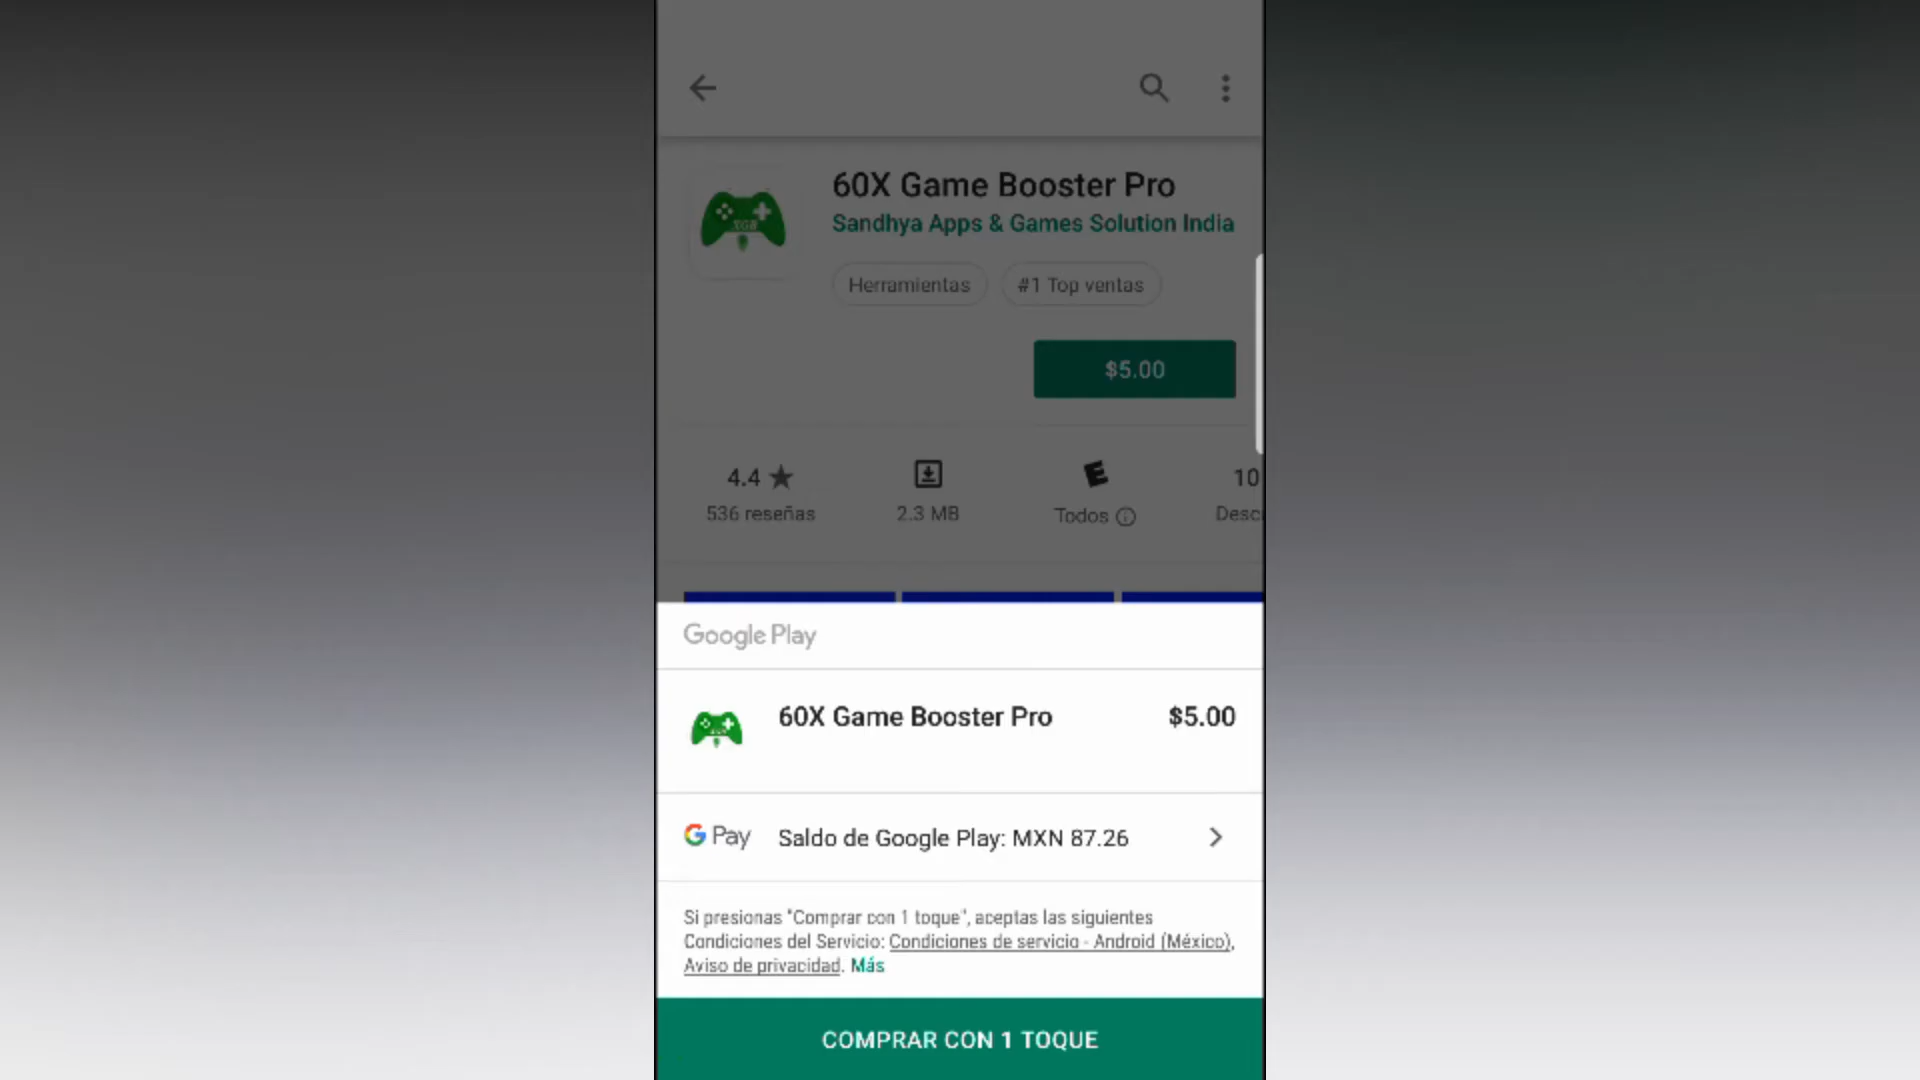 60X Game Booster Pro
Sandhya Apps & Games Solution India
Herramientas
#1 Top ventas
$5.00
4.4
536 reseñas
2.3 MB
Todos
10
Desc
Google Play
60X Game Booster Pro
$5.00
G Pay
Saldo de Google Play: MXN 87.26
Si presionas "Comprar con 1 toque", aceptas las siguientes
Condiciones del Servicio: Condiciones de servicio - Android (México),
Aviso de privacidad. Más
COMPRAR CON 1 TOQUE